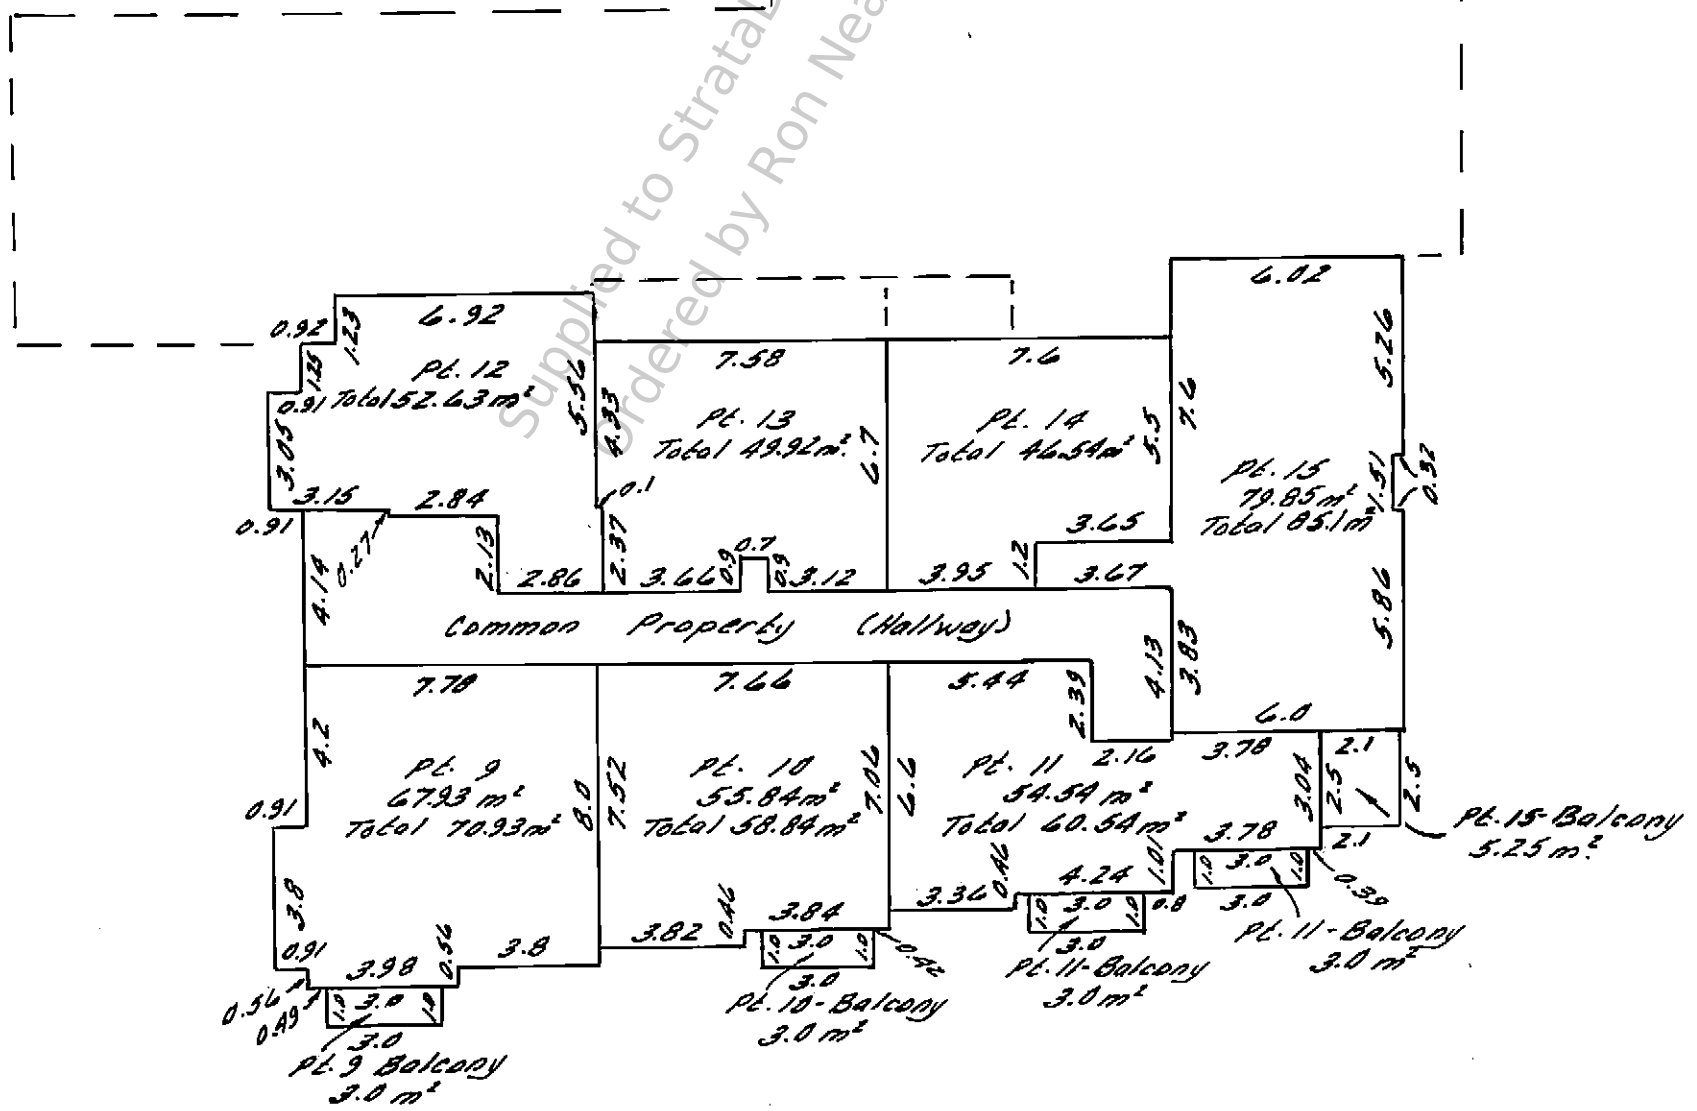 Supplied to Stratal
Ordered by Ron Nea
6.02
6.92
0.92
1.23
1.25
5.26
Pt. 12
Total 52.63m²
0.91
5.56
4.33
7.58
7.6
7.6
Pt. 13
Total 49.92m²
6.7
Pt. 14
Total 46.54m²
5.5
3.05
3.15
2.84
0.1
Pt. 15
79.85m²
Total 85.1m²
1.51
0.32
0.91
0.27
2.13
2.37
0.7
0.9
0.9
3.65
1.2
4.14
2.86
3.66
3.12
3.95
3.67
5.86
Common Property (Hallway)
4.13
3.83
7.78
7.66
5.44
2.39
6.0
4.2
3.78
2.1
Pt. 9
67.93 m²
Total 70.93m²
8.0
7.52
Pt. 10
55.84m²
Total 58.84m²
7.06
6.6
Pt. 11
54.54 m²
Total 60.54m²
2.16
3.04
2.5
2.5
0.91
3.78
2.1
Pt. 15-Balcony
5.25 m²
3.8
3.36
0.46
4.24
1.01
1.0
3.0
1.0
0.39
0.91
3.98
0.56
3.8
3.82
0.46
3.84
1.0
3.0
1.0
0.8
3.0
Pt. 11-Balcony
3.0 m²
0.56
0.49
1.0
3.0
1.0
1.0
3.0
1.0
0.42
3.0
Pt. 11-Balcony
3.0m²
3.0
Pt. 10-Balcony
3.0 m²
3.0
Pt. 9 Balcony
3.0 m²